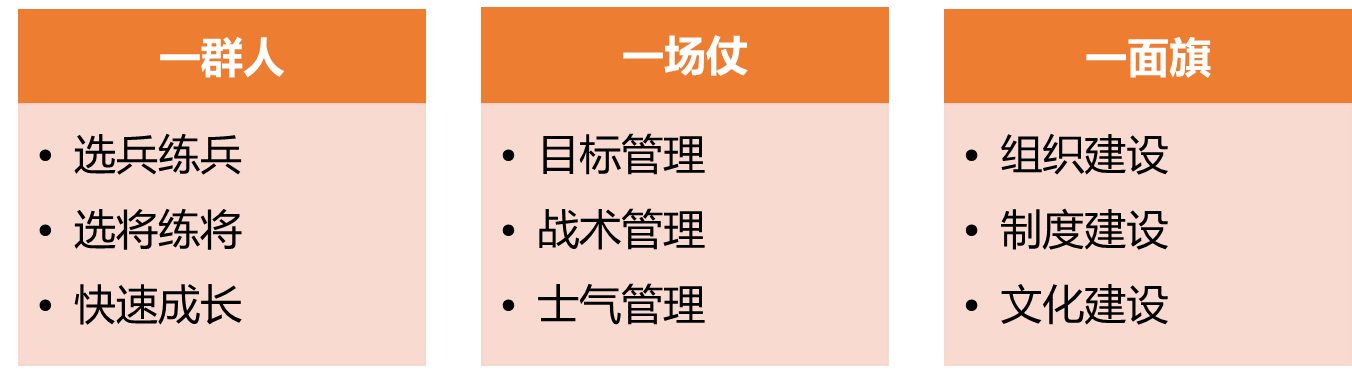 一群人
• 选兵练兵
• 选将练将
• 快速成长
一场仗
• 目标管理
• 战术管理
• 士气管理
一面旗
• 组织建设
• 制度建设
• 文化建设